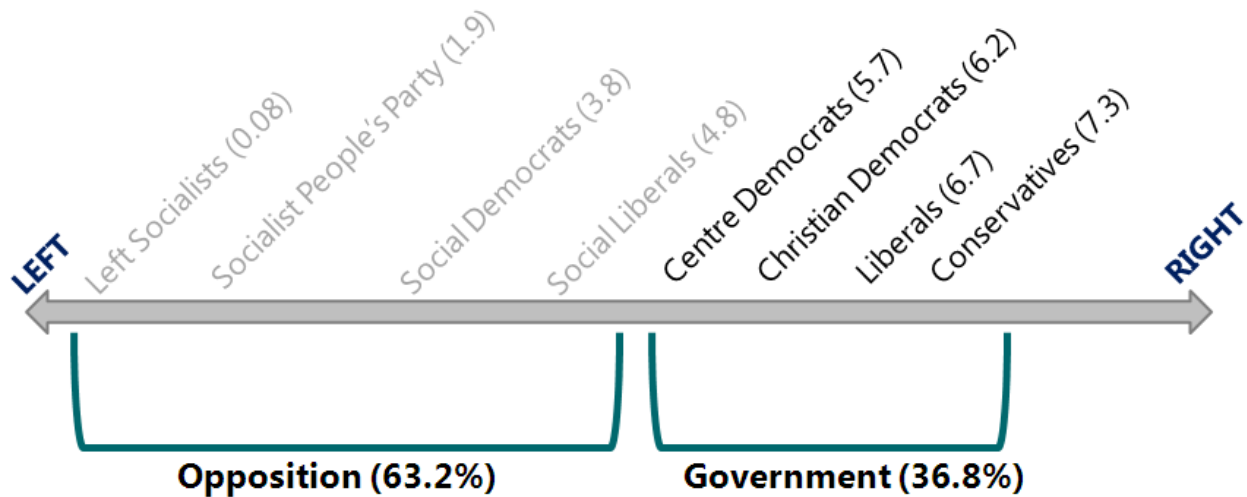 LEFT
Left Socialists (0.08)
Socialist People's Party (1.9)
Social Democrats (3.8)
Social Liberals (4.8)
Centre Democrats (5.7)
Christian Democrats (6.2)
Liberals (6.7)
Conservatives (7.3)
RIGHT
Opposition (63.2%)
Government (36.8%)